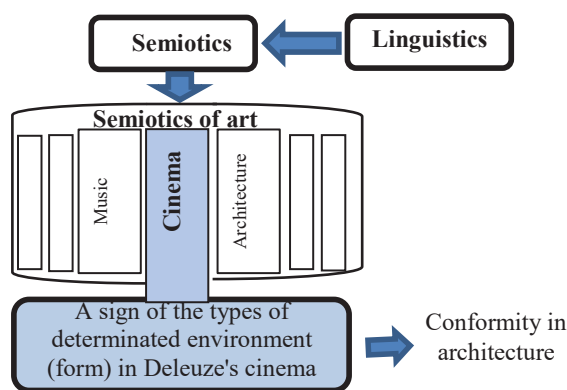 Semiotics
Linguistics
Semiotics of art
Music
Cinema
Architecture
A sign of the types of
determinated environment
(form) in Deleuze's cinema
Conformity in
architecture